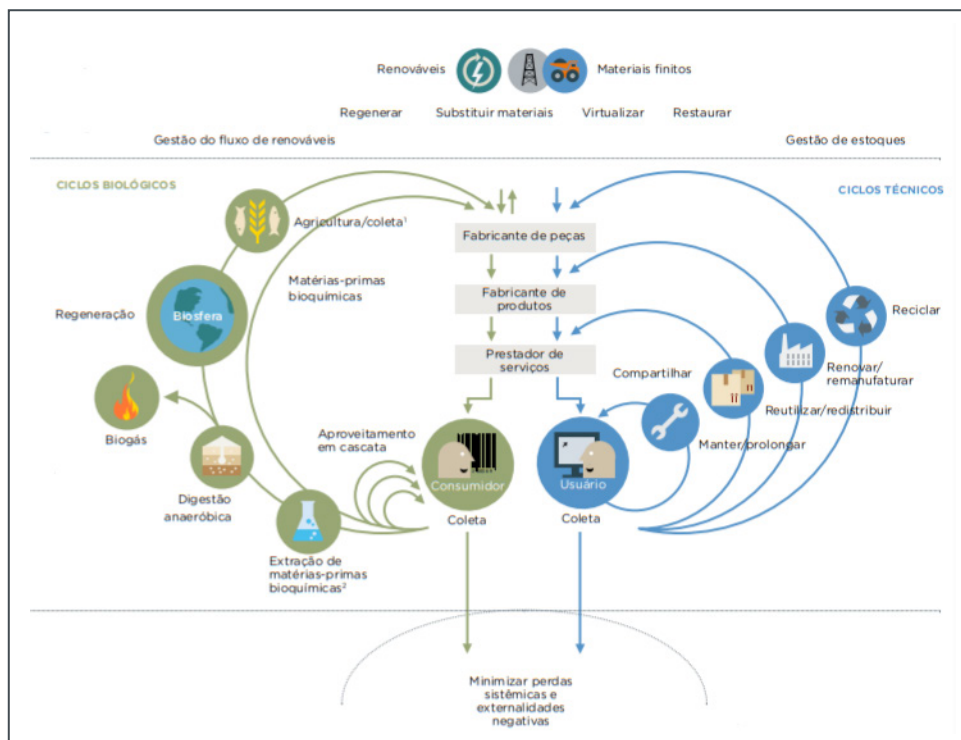 Renováveis
Materiais finitos
Regenerar
Substituir materiais
Virtualizar
Restaurar
Gestão do fluxo de renováveis
Gestão de estoques
CICLOS BIOLÓGICOS
CICLOS TÉCNICOS
Agricultura/coleta¹
Fabricante de peças
Matérias-primas
bioquímicas
Regeneração
Biosfera
Fabricante de
produtos
Reciclar
Prestador de
serviços
Compartilhar
Renovar/
remanufaturar
Reutilizar/redistribuir
Biogás
Aproveitamento
em cascata
Manter/prolongar
Consumidor
Usuário
Digestão
anaeróbica
Coleta
Coleta
Extração de
matérias-primas
bioquímicas²
Minimizar perdas
sistêmicas e
externalidades
negativas